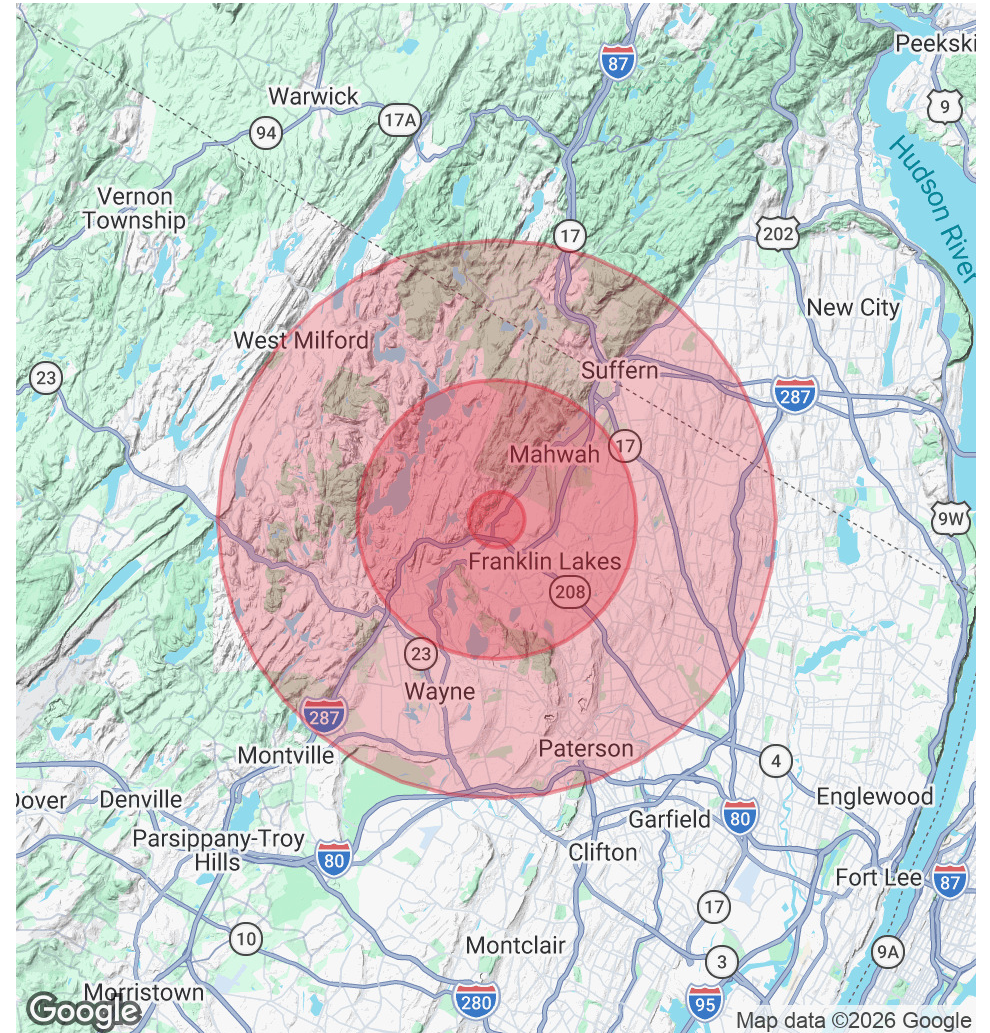 Peekski
87
9
Warwick
17A
94
Hudson River
Vernon
Township
17
202
New City
West Milford
23
Suffern
287
17
Mahwah
9W
Franklin Lakes
208
23
Wayne
287
Montville
Paterson
4
Dover
Denville
Englewood
80
Garfield
Parsippany-Troy
Hills
80
Clifton
Fort Lee
87
17
10
Montclair
9A
3
Morristown
280
95
Google
Map data ©2026 Google